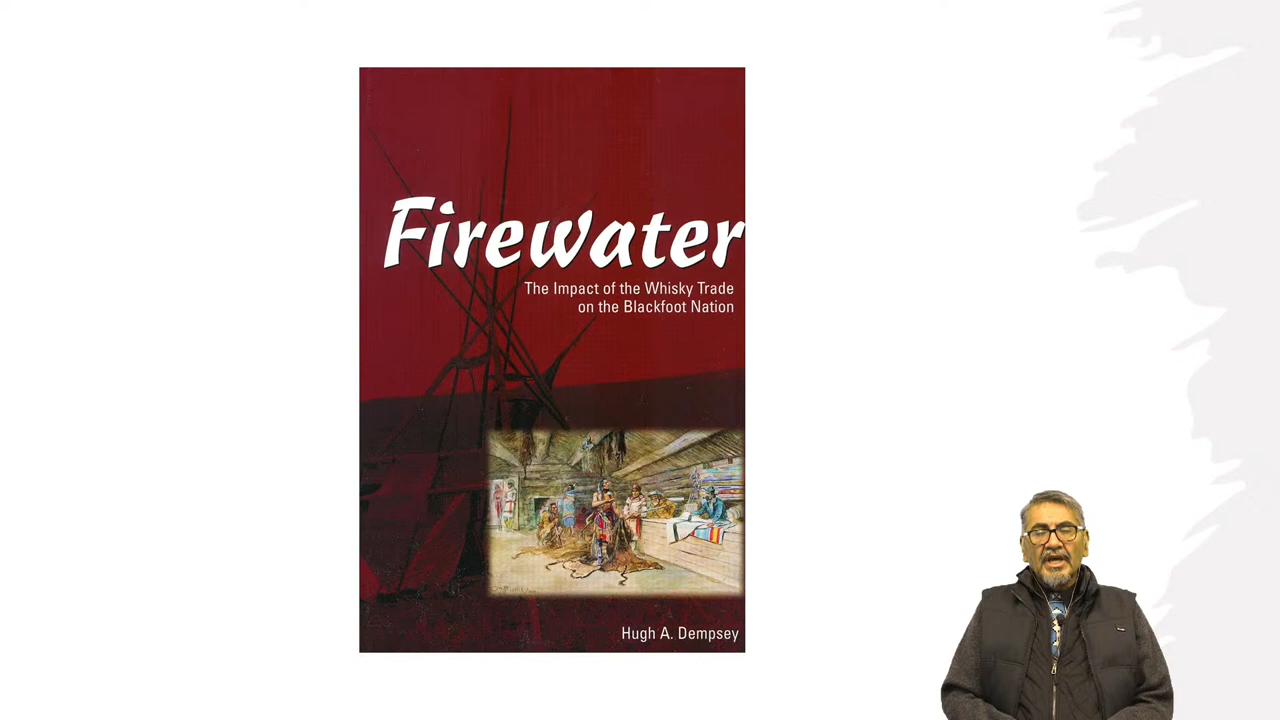 Firewater
The Impact of the Whisky Trade
on the Blackfoot Nation
Hugh A. Dempsey